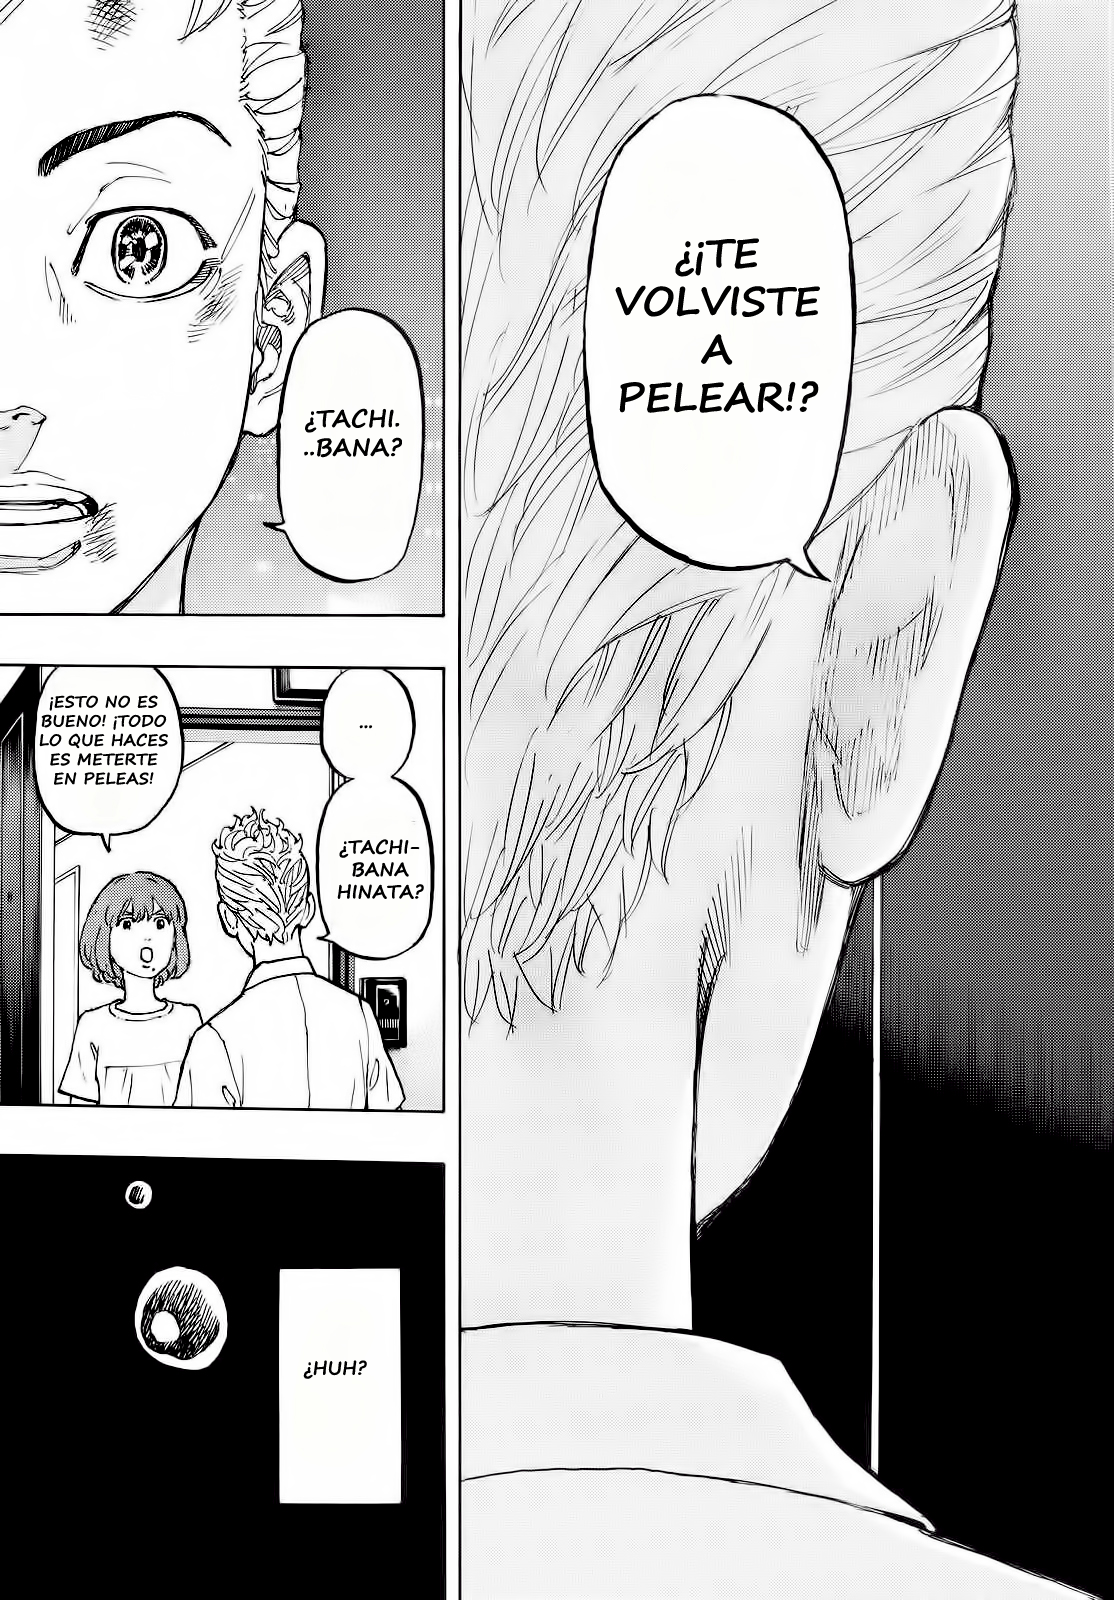 ¿¡TE
VOLVISTE
A
PELEAR!?
¿TACHI.
..BANA?
...
¿TACHI-
BANA
HINATA?
¡ESTO NO ES
BUENO! ¡TODO
LO QUE HACES
ES METERTE
EN PELEAS!
¿HUH?